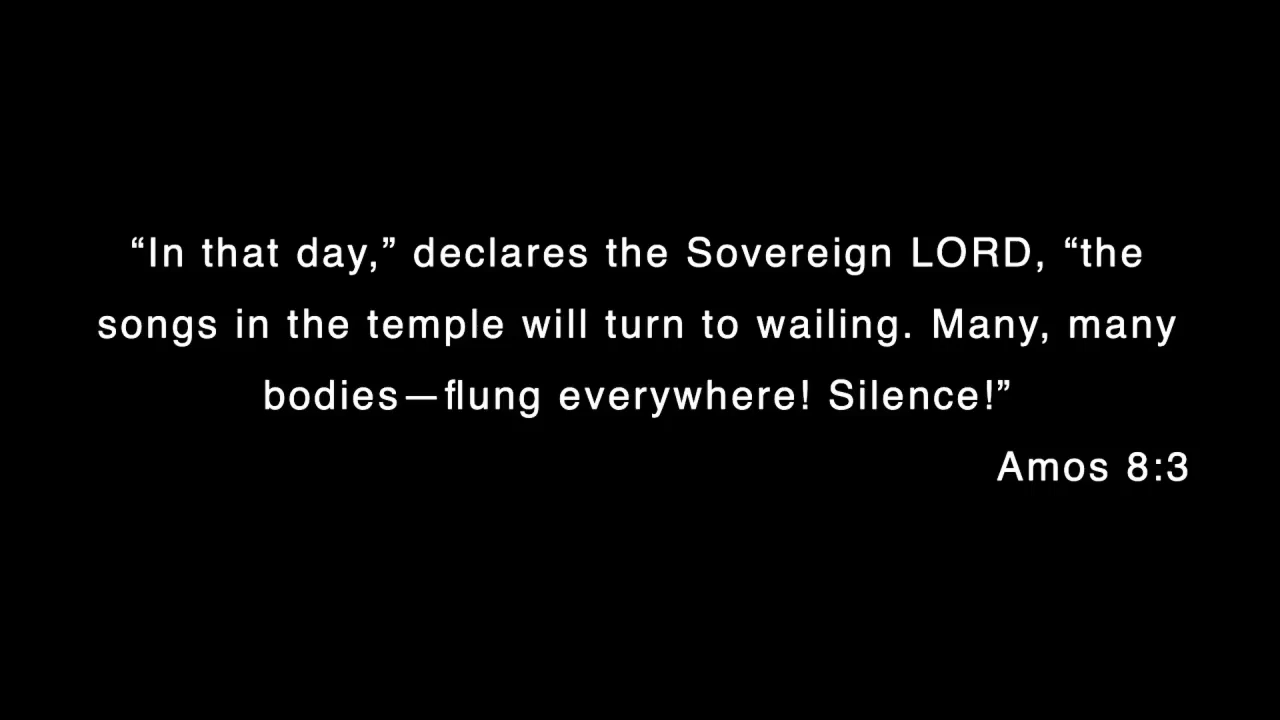 “In that day,” declares the Sovereign LORD, “the
songs in the temple will turn to wailing. Many, many
bodies—flung everywhere! Silence!”
Amos 8:3